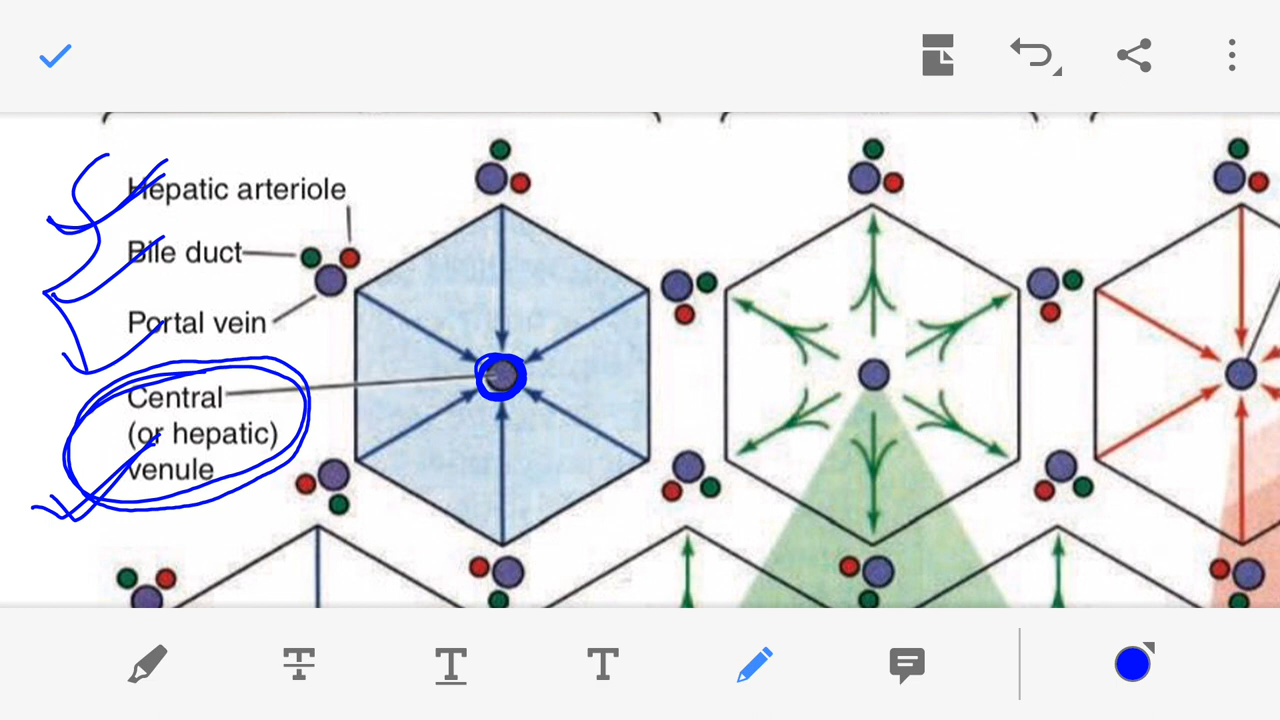 Hepatic arteriole
Bile duct
Portal vein
Central
(or hepatic)
venule